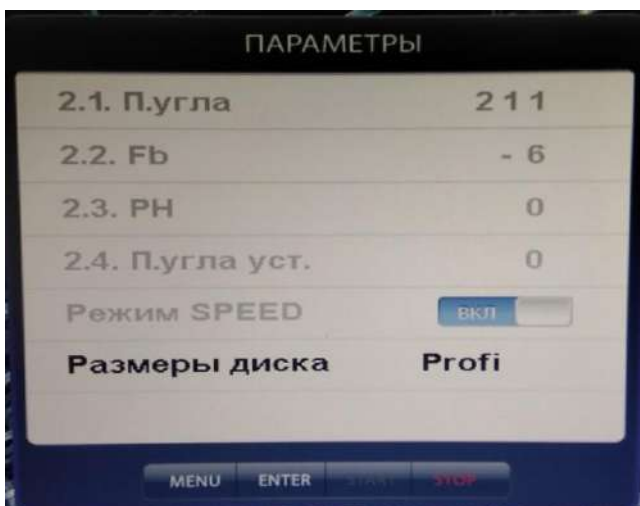 ПАРАМЕТРЫ
2.1. П.угла 211
2.2. Fb - 6
2.3. PH 0
2.4. П.угла уст. 0
Режим SPEED ВКЛ
Размеры диска Profi
MENU ENTER START STOP